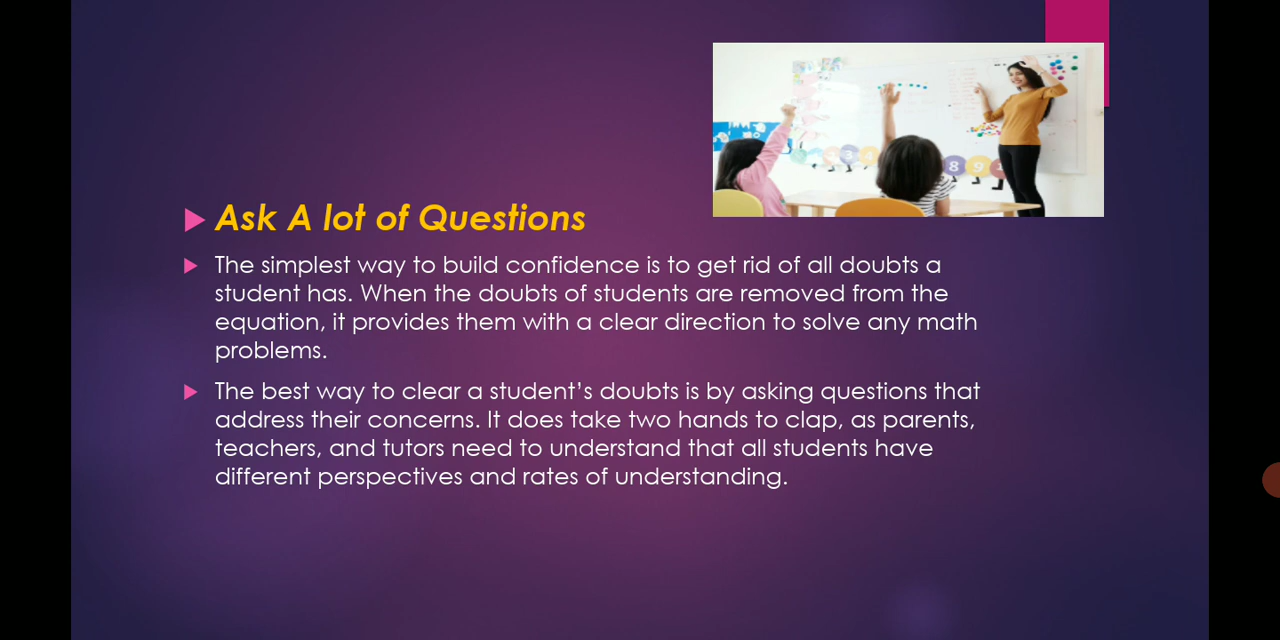 Ask A lot of Questions
The simplest way to build confidence is to get rid of all doubts a
student has. When the doubts of students are removed from the
equation, it provides them with a clear direction to solve any math
problems.
The best way to clear a student’s doubts is by asking questions that
address their concerns. It does take two hands to clap, as parents,
teachers, and tutors need to understand that all students have
different perspectives and rates of understanding.